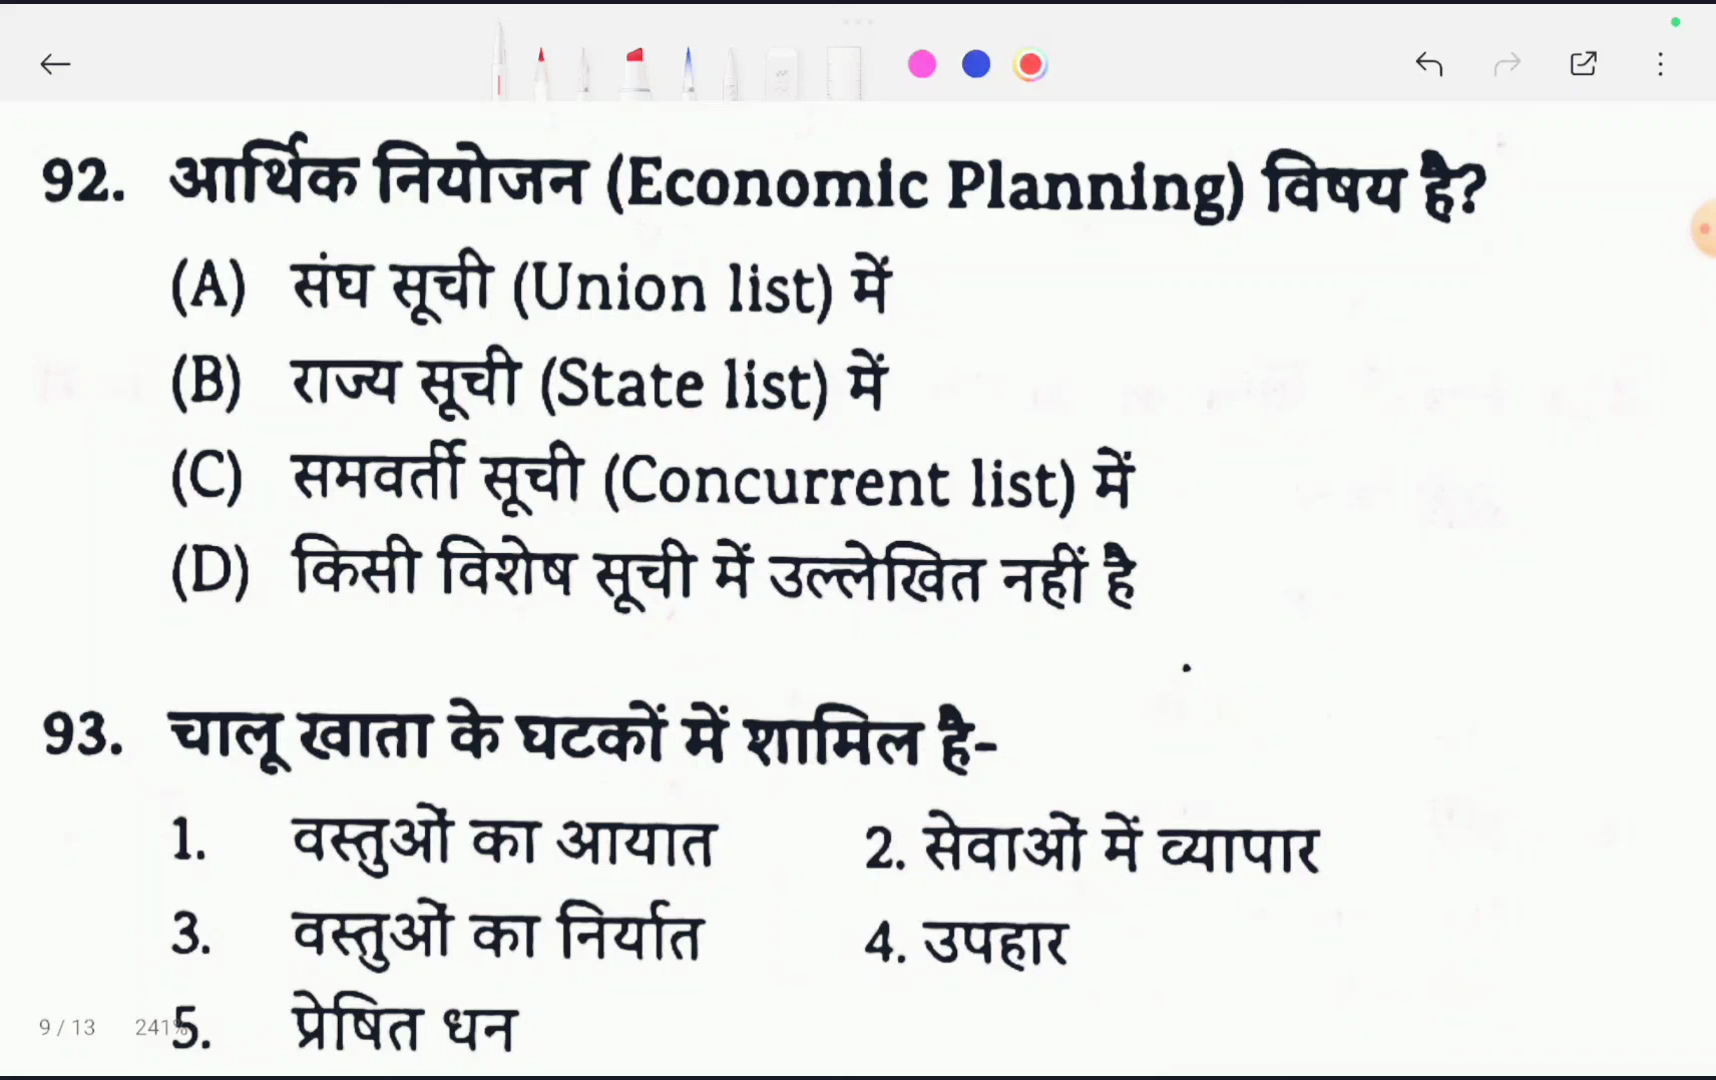 92. आर्थिक नियोजन (Economic Planning) विषय है?
(A) संघ सूची (Union list) में
(B) राज्य सूची (State list) में
(C) समवर्ती सूची (Concurrent list) में
(D) किसी विशेष सूची में उल्लेखित नहीं है
93. चालू खाता के घटकों में शामिल है-
1. वस्तुओं का आयात 2. सेवाओं में व्यापार
3. वस्तुओं का निर्यात 4. उपहार
5. प्रेषित धन
9 / 13 241%